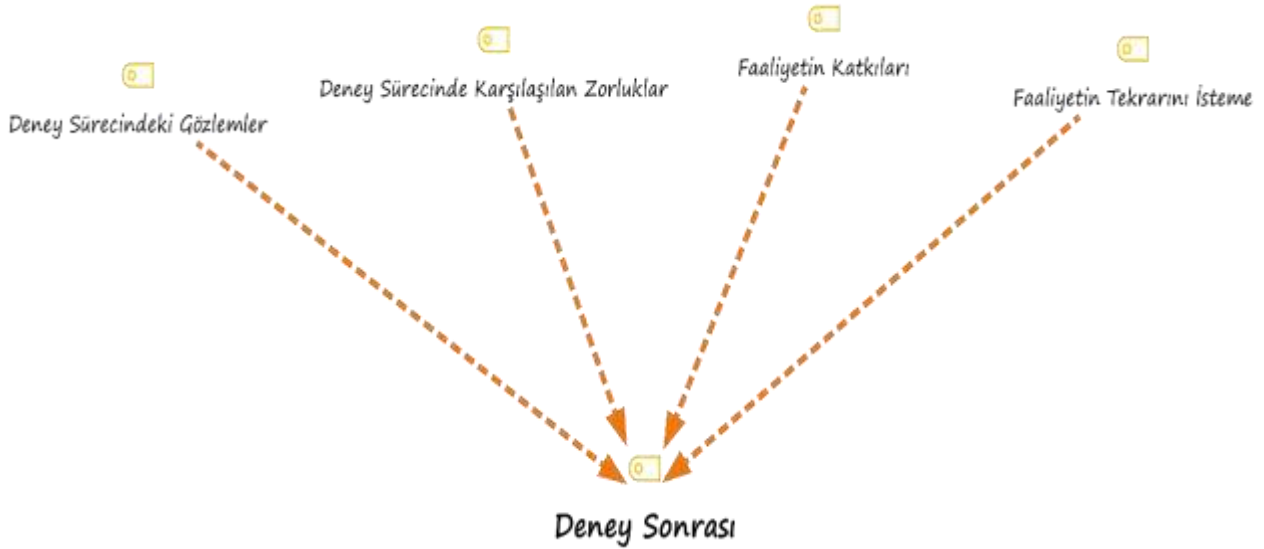 Deney Sürecindeki Gözlemler
Deney Sürecinde Karşılaşılan Zorluklar
Faaliyetin Katkıları
Faaliyetin Tekrarını İsteme
Deney Sonrası